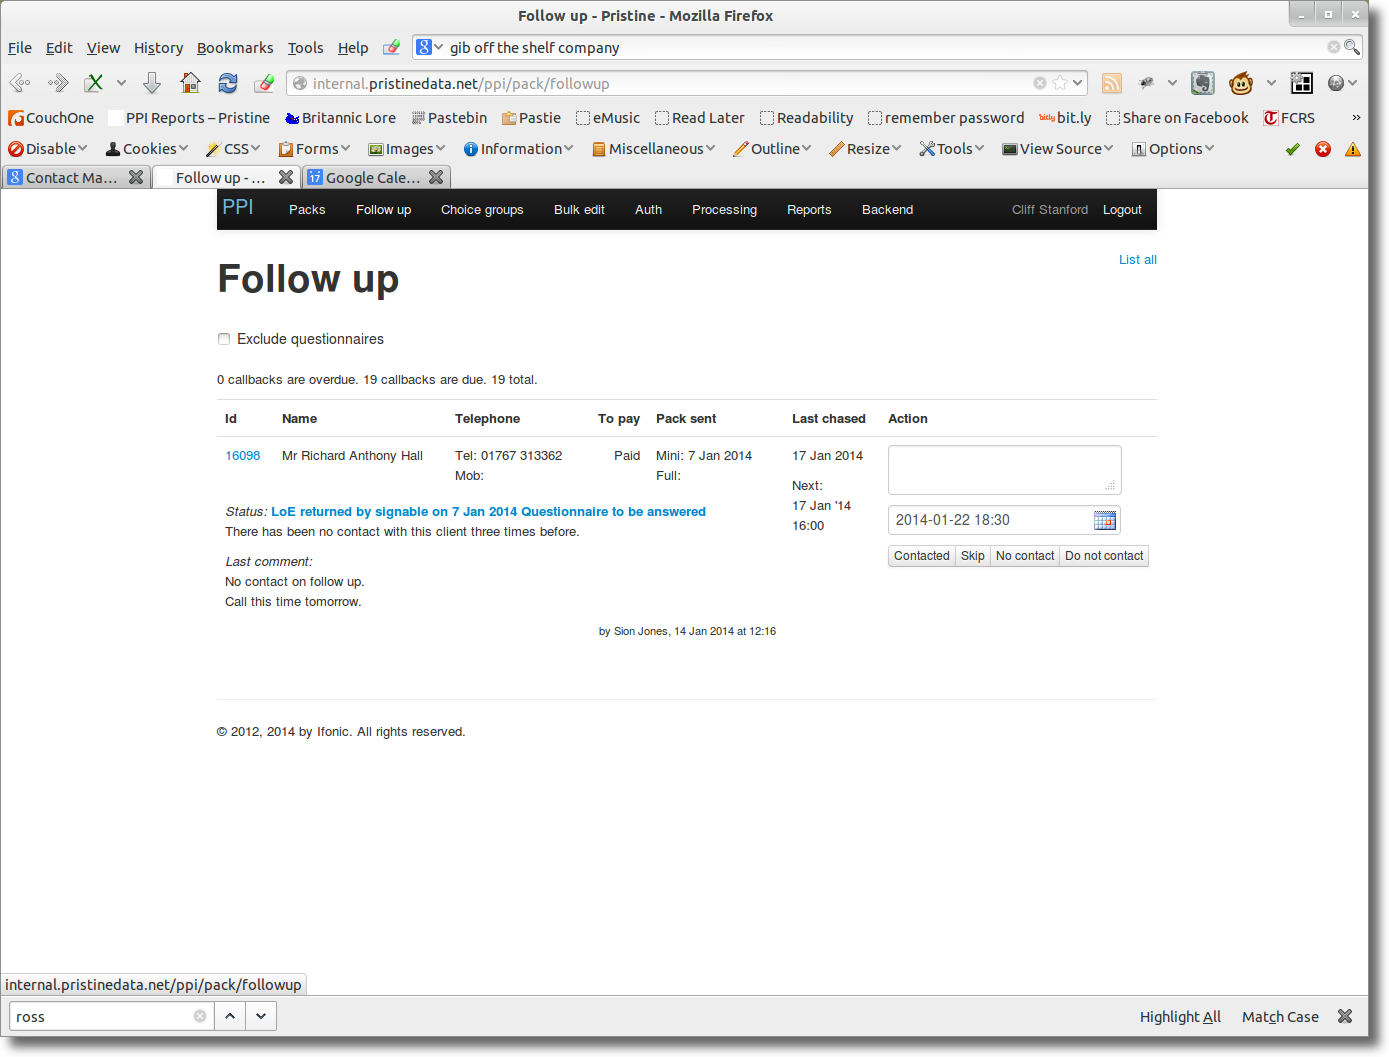 Follow up - Pristine - Mozilla Firefox
File Edit View History Bookmarks Tools Help gib off the shelf company
internal.pristinedata.net/ppi/pack/followup
CouchOne PPI Reports – Pristine Britannic Lore Pastebin Pastie eMusic Read Later Readability remember password bitly bit.ly Share on Facebook FCRS »
Disable Cookies CSS Forms Images Information Miscellaneous Outline Resize Tools View Source Options
Contact Ma... Follow up - ... 17 Google Cale...
PPI Packs Follow up Choice groups Bulk edit Auth Processing Reports Backend Cliff Stanford Logout
List all
Follow up
Exclude questionnaires
0 callbacks are overdue. 19 callbacks are due. 19 total.
Id Name Telephone To pay Pack sent Last chased Action
16098 Mr Richard Anthony Hall Tel: 01767 313362 Paid Mini: 7 Jan 2014 17 Jan 2014
Mob: Full:
Next:
17 Jan '14
16:00
2014-01-22 18:30
Contacted Skip No contact Do not contact
Status: LoE returned by signable on 7 Jan 2014 Questionnaire to be answered
There has been no contact with this client three times before.
Last comment:
No contact on follow up.
Call this time tomorrow.
by Sion Jones, 14 Jan 2014 at 12:16
© 2012, 2014 by Ifonic. All rights reserved.
internal.pristinedata.net/ppi/pack/followup
ross Highlight All Match Case